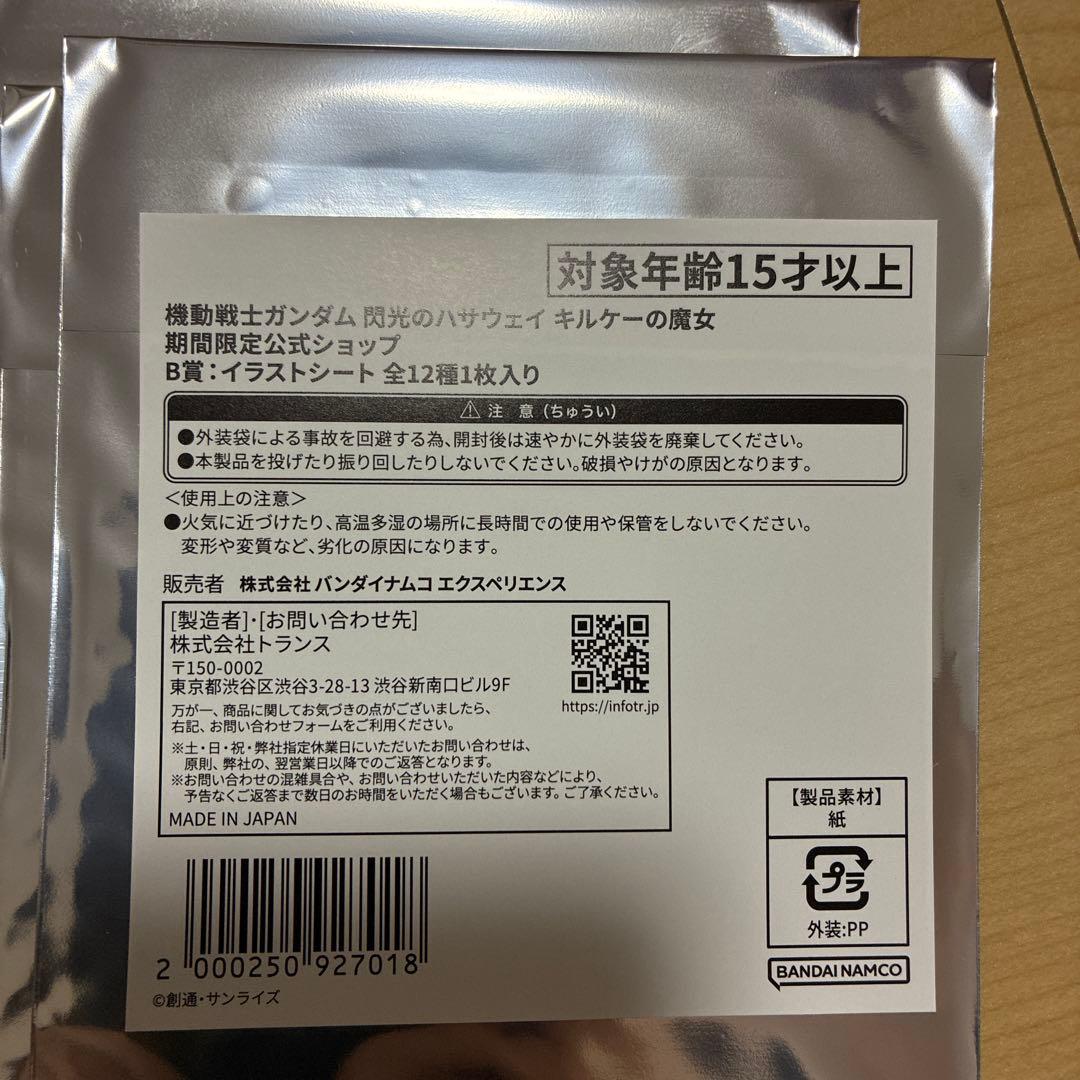 対象年齢15才以上
機動戦士ガンダム 閃光のハサウェイ キルケーの魔女
期間限定公式ショップ
B賞：イラストシート 全12種1枚入り
⚠ 注 意（ちゅうい）
●外装袋による事故を回避する為、開封後は速やかに外装袋を廃棄してください。
●本製品を投げたり振り回したりしないでください。破損やけがの原因となります。
＜使用上の注意＞
●火気に近づけたり、高温多湿の場所に長時間での使用や保管をしないでください。
変形や変質など、劣化の原因になります。
販売者 株式会社 バンダイナムコ エクスペリエンス
[製造者]・[お問い合わせ先]
株式会社トランス
〒150-0002
東京都渋谷区渋谷3-28-13 渋谷新南口ビル9F
万が一、商品に関してお気づきの点がございましたら、
右記、お問い合わせフォームをご利用ください。
https://infotr.jp
※土・日・祝・弊社指定休業日にいただいたお問い合わせは、
原則、弊社の、翌営業日以降でのご返答となります。
※お問い合わせの混雑具合や、お問い合わせいただいた内容などにより、
予告なくご返答まで数日のお時間をいただく場合もございます。ご了承ください。
MADE IN JAPAN
【製品素材】
紙
プラ
外装:PP
BANDAI NAMCO
2 000250 927018
©創通・サンライズ